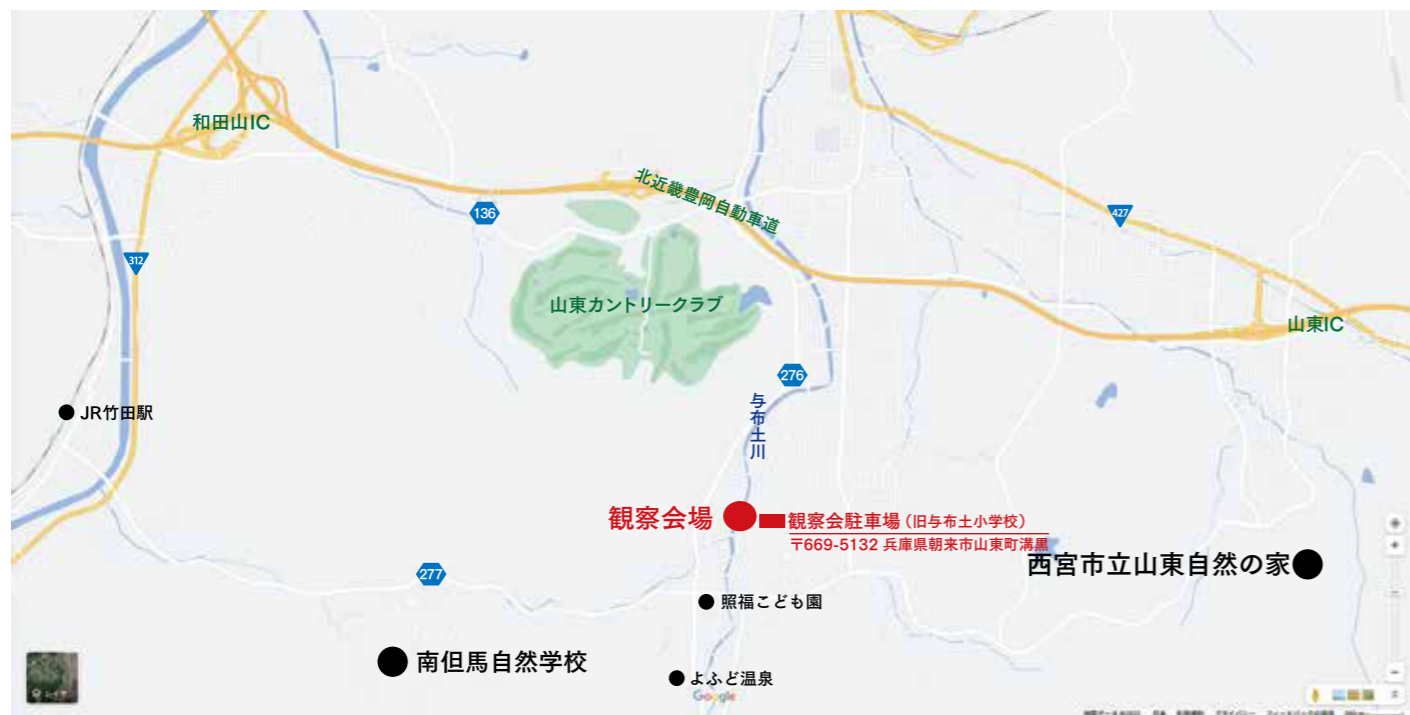 和田山IC
北近畿豊岡自動車道
136
427
312
山東カントリークラブ
山東IC
276
与布土川
JR竹田駅
観察会場
観察会駐車場（旧与布土小学校）
〒669-5132 兵庫県朝来市山東町溝黒
西宮市立山東自然の家
277
照福こども園
南但馬自然学校
よふど温泉
Google